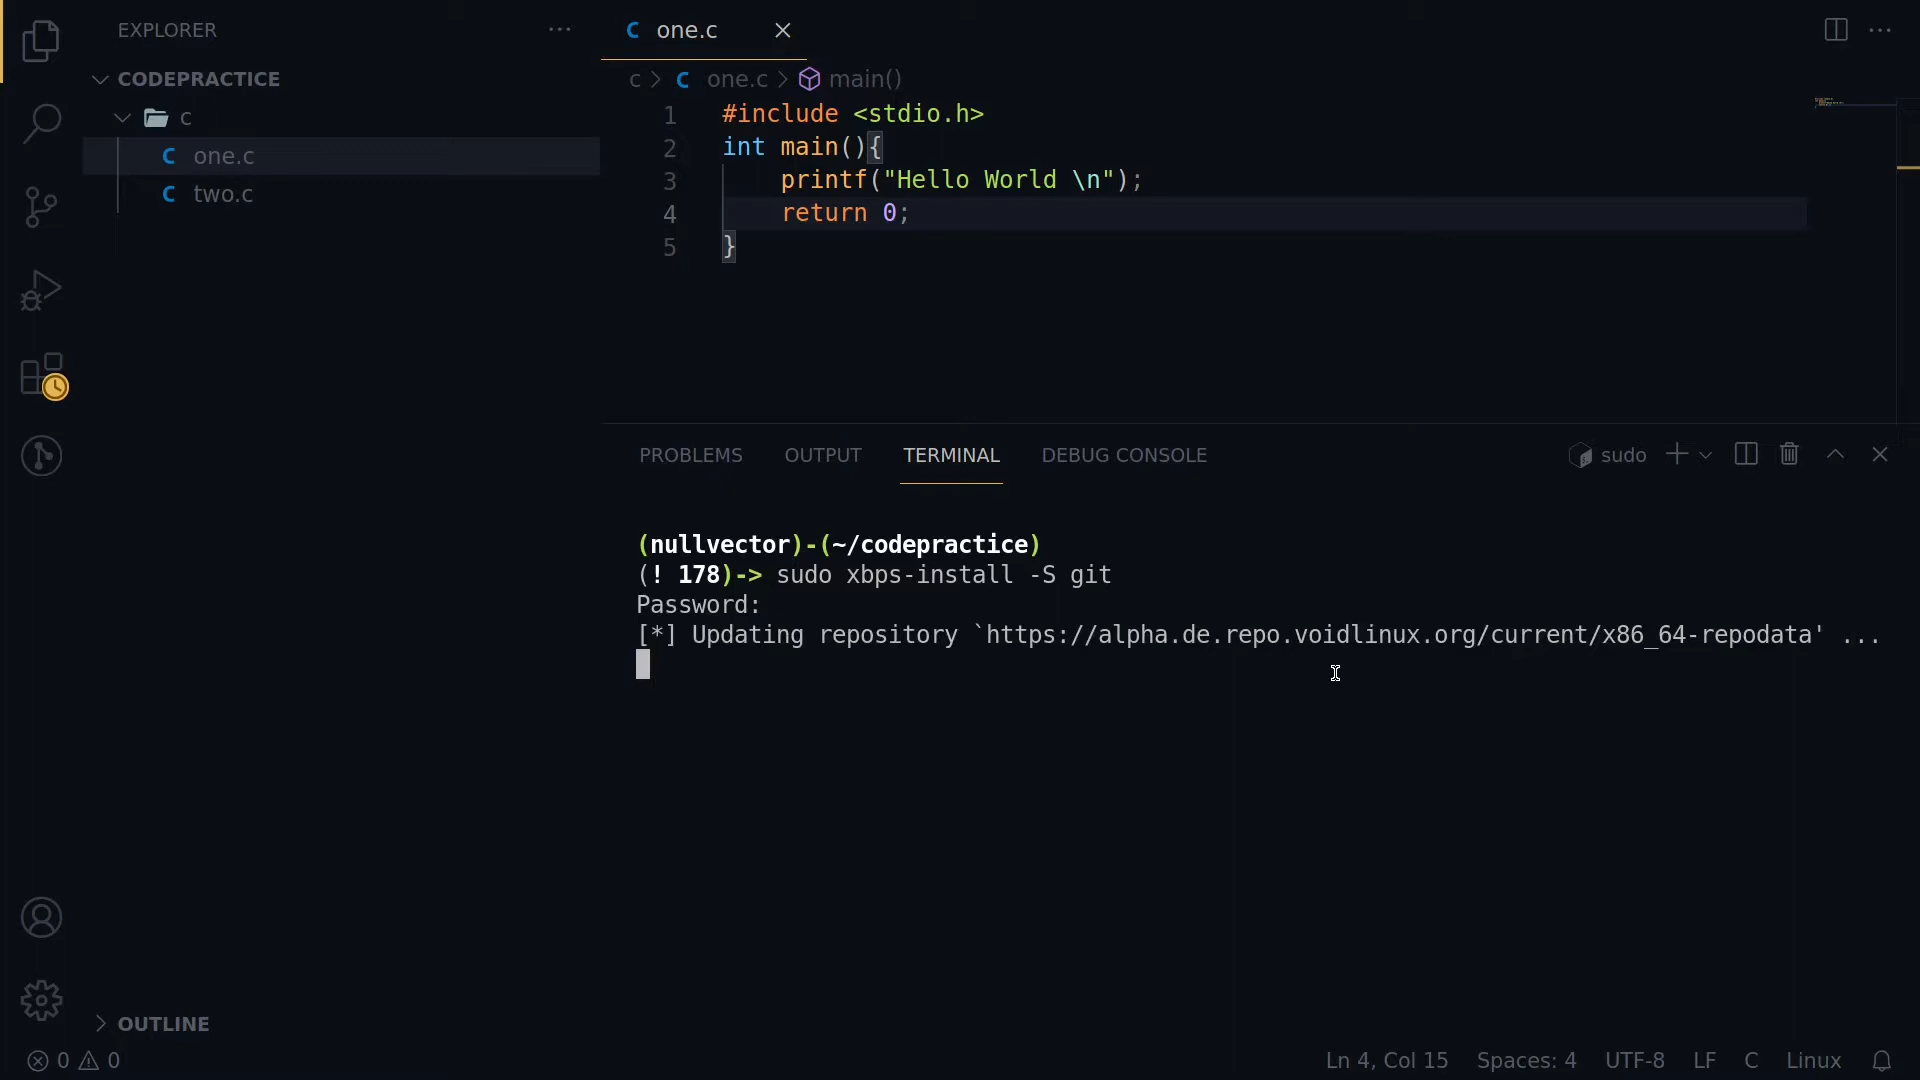 EXPLORER
CODEPRACTICE
c
C one.c
C two.c
OUTLINE
C one.c
c > C one.c > main()
1 #include <stdio.h>
2 int main(){
3 printf("Hello World \n");
4 return 0;
5 }
PROBLEMS OUTPUT TERMINAL DEBUG CONSOLE sudo
(nullvector)-(~/codepractice)
(! 178)-> sudo xbps-install -S git
Password:
[*] Updating repository `https://alpha.de.repo.voidlinux.org/current/x86_64-repodata' ...
0 0 Ln 4, Col 15 Spaces: 4 UTF-8 LF C Linux